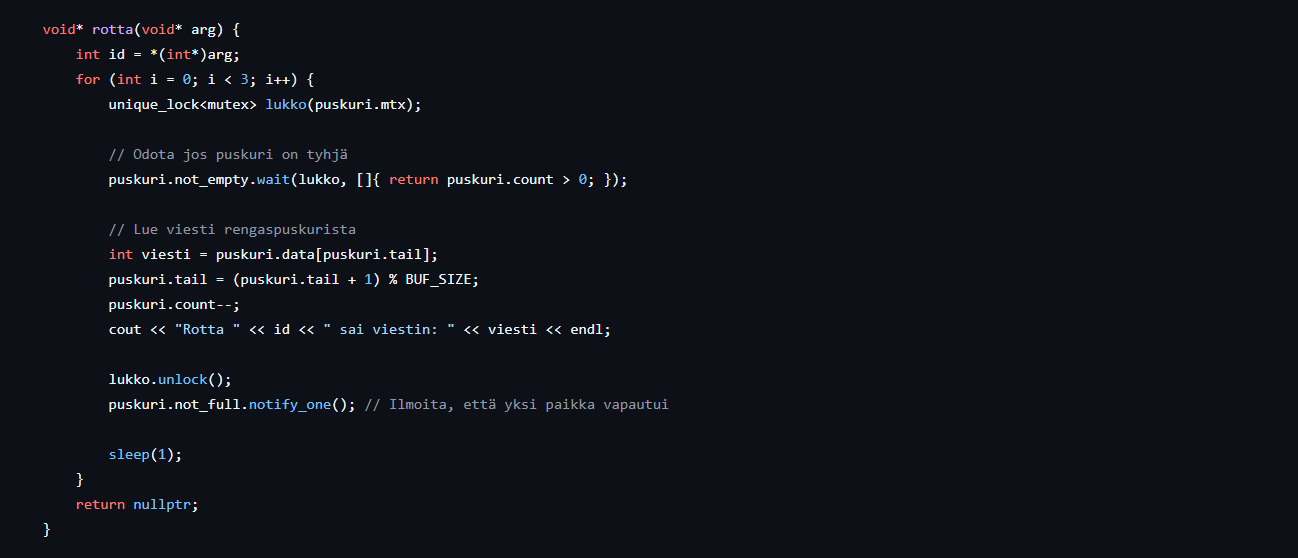 void* rotta(void* arg) {
    int id = *(int*)arg;
    for (int i = 0; i < 3; i++) {
        unique_lock<mutex> lukko(puskuri.mtx);
        // Odota jos puskuri on tyhjä
        puskuri.not_empty.wait(lukko, []{ return puskuri.count > 0; });
        // Lue viesti rengaspuskurista
        int viesti = puskuri.data[puskuri.tail];
        puskuri.tail = (puskuri.tail + 1) % BUF_SIZE;
        puskuri.count--;
        cout << "Rotta " << id << " sai viestin: " << viesti << endl;
        lukko.unlock();
        puskuri.not_full.notify_one(); // Ilmoita, että yksi paikka vapautui
        sleep(1);
    }
    return nullptr;
}